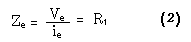 Ze = Ve / ie = R1 (2)